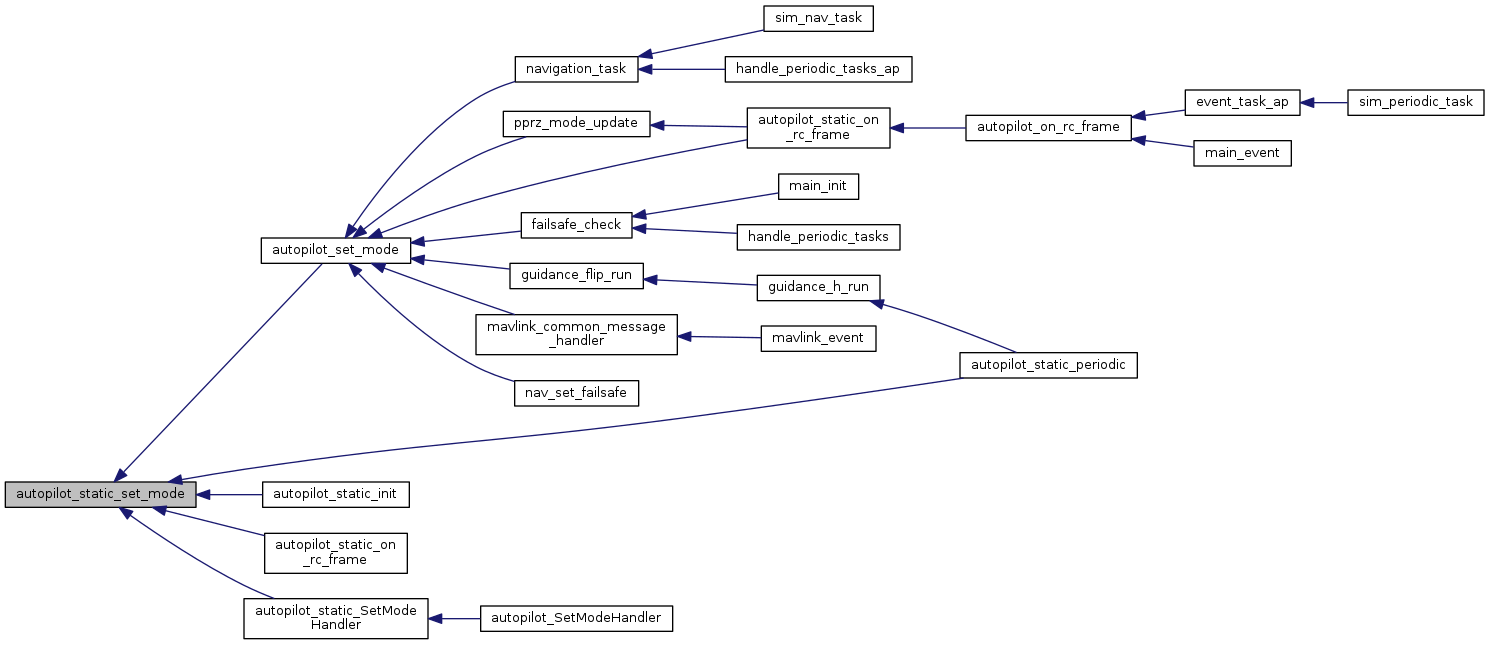 sim_nav_task
navigation_task
handle_periodic_tasks_ap
event_task_ap
sim_periodic_task
pprz_mode_update
autopilot_static_on
_rc_frame
autopilot_on_rc_frame
main_event
main_init
failsafe_check
handle_periodic_tasks
autopilot_set_mode
guidance_flip_run
guidance_h_run
mavlink_common_message
_handler
mavlink_event
autopilot_static_periodic
nav_set_failsafe
autopilot_static_set_mode
autopilot_static_init
autopilot_static_on
_rc_frame
autopilot_static_SetMode
Handler
autopilot_SetModeHandler